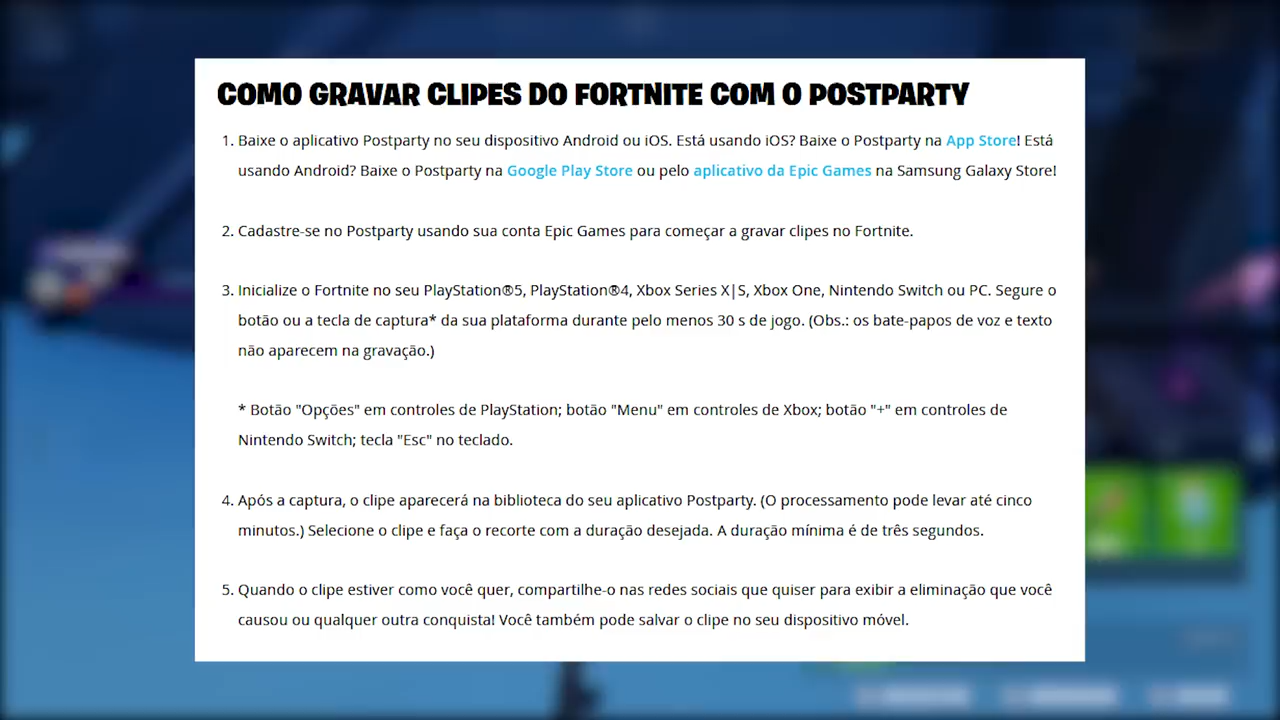 COMO GRAVAR CLIPES DO FORTNITE COM O POSTPARTY
1. Baixe o aplicativo Postparty no seu dispositivo Android ou iOS. Está usando iOS? Baixe o Postparty na App Store! Está
usando Android? Baixe o Postparty na Google Play Store ou pelo aplicativo da Epic Games na Samsung Galaxy Store!
2. Cadastre-se no Postparty usando sua conta Epic Games para começar a gravar clipes no Fortnite.
3. Inicialize o Fortnite no seu PlayStation®5, PlayStation®4, Xbox Series X|S, Xbox One, Nintendo Switch ou PC. Segure o
botão ou a tecla de captura* da sua plataforma durante pelo menos 30 s de jogo. (Obs.: os bate-papos de voz e texto
não aparecem na gravação.)
* Botão "Opções" em controles de PlayStation; botão "Menu" em controles de Xbox; botão "+" em controles de
Nintendo Switch; tecla "Esc" no teclado.
4. Após a captura, o clipe aparecerá na biblioteca do seu aplicativo Postparty. (O processamento pode levar até cinco
minutos.) Selecione o clipe e faça o recorte com a duração desejada. A duração mínima é de três segundos.
5. Quando o clipe estiver como você quer, compartilhe-o nas redes sociais que quiser para exibir a eliminação que você
causou ou qualquer outra conquista! Você também pode salvar o clipe no seu dispositivo móvel.